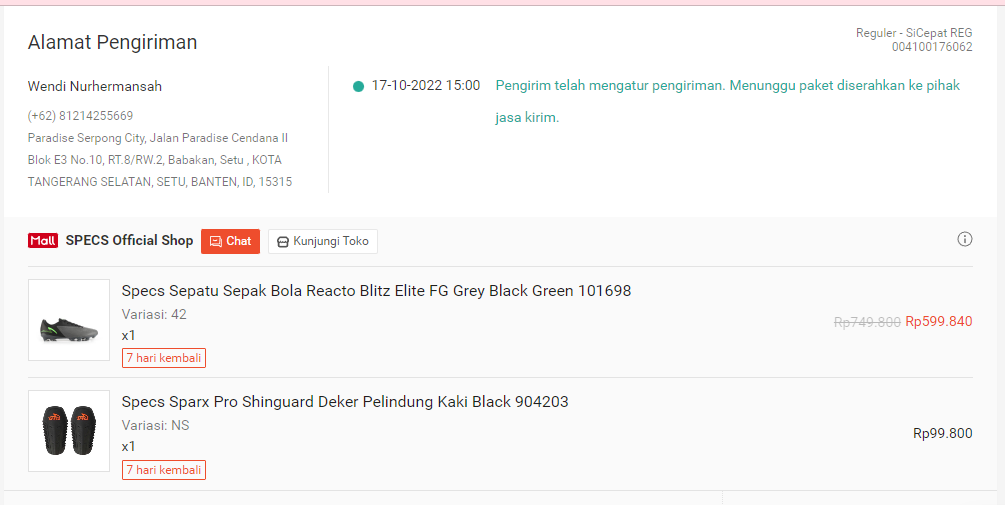 Alamat Pengiriman
Reguler - SiCepat REG
004100176062
Wendi Nurhermansah
(+62) 81214255669
Paradise Serpong City, Jalan Paradise Cendana II
Blok E3 No.10, RT.8/RW.2, Babakan, Setu , KOTA
TANGERANG SELATAN, SETU, BANTEN, ID, 15315
17-10-2022 15:00 Pengirim telah mengatur pengiriman. Menunggu paket diserahkan ke pihak
jasa kirim.
Mall SPECS Official Shop Chat Kunjungi Toko
Specs Sepatu Sepak Bola Reacto Blitz Elite FG Grey Black Green 101698
Variasi: 42
x1
7 hari kembali
Rp749.800 Rp599.840
Specs Sparx Pro Shinguard Deker Pelindung Kaki Black 904203
Variasi: NS
x1
7 hari kembali
Rp99.800